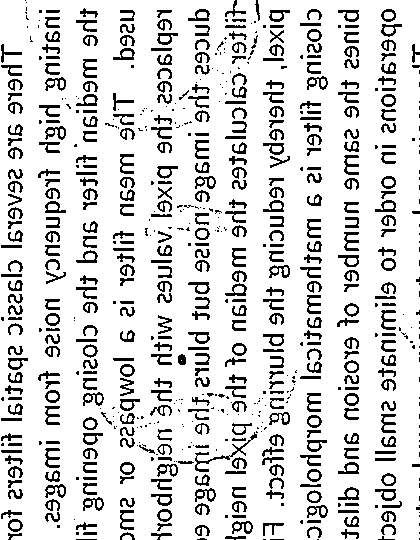 There are several classic spatial filters for
inating high frequency noise from images.
the median filter and the closing opening fi
used. The mean filter is a lowpass or smo
replaces the pixel values with the neighbor
duces the image noise but blurs the image e
filter calculates the median of the pixel neig
pixel, thereby reducing the blurring effect. Fi
closing filter is a mathematical morphologic
bines the same number of erosion and dilat
operations in order to eliminate small object